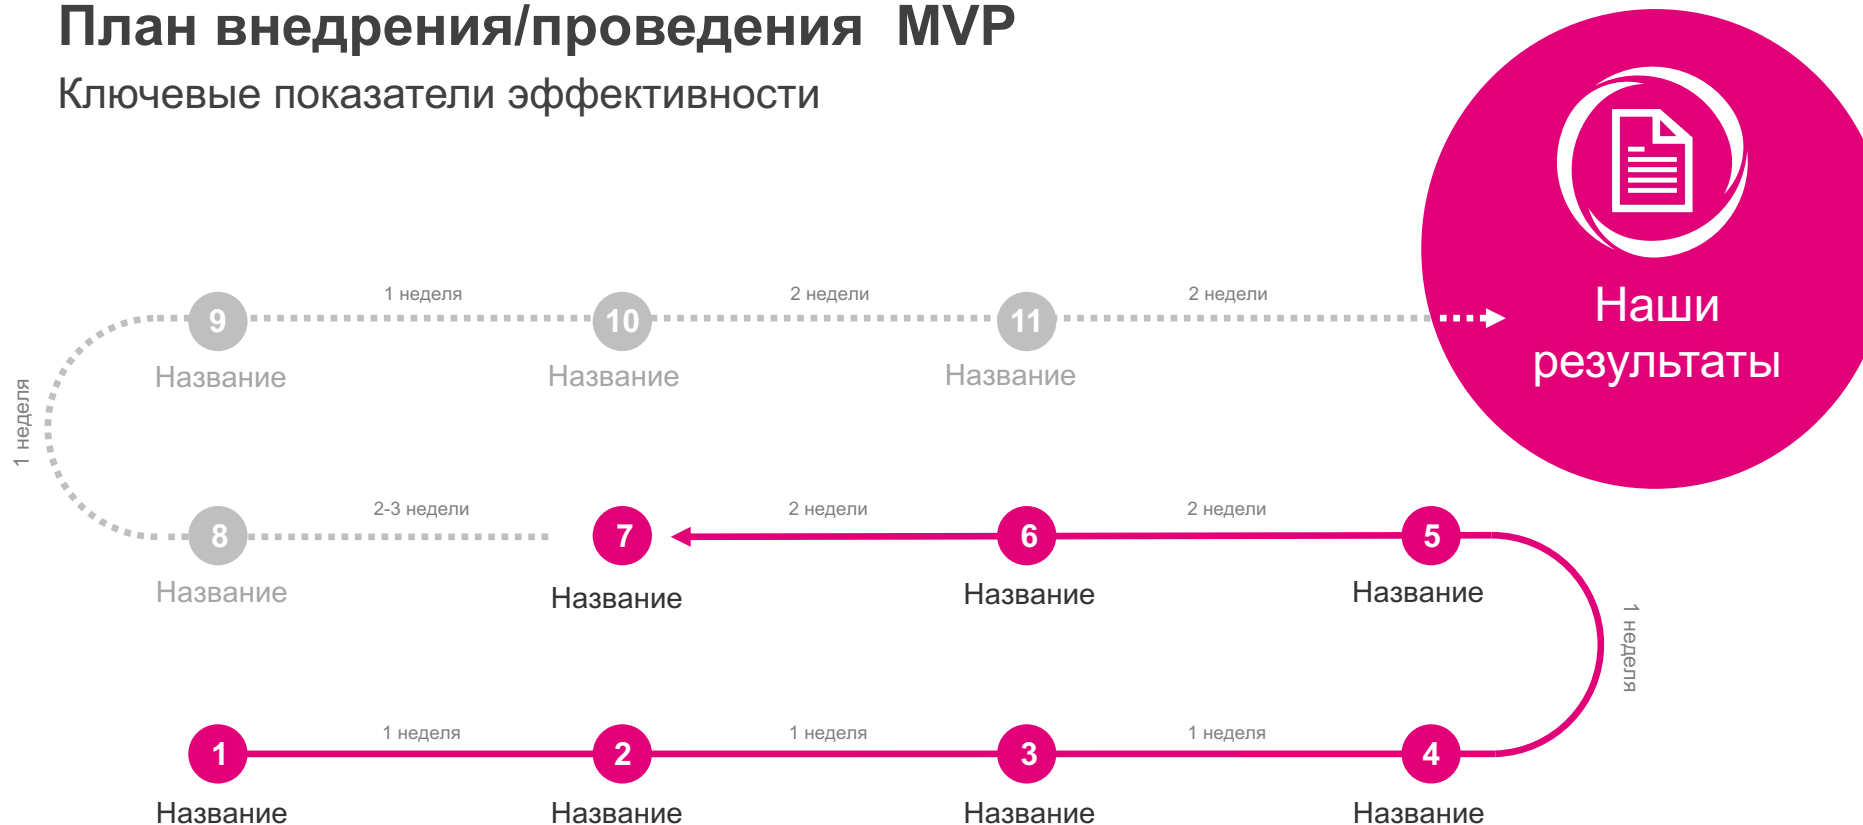 План внедрения/проведения MVP
Ключевые показатели эффективности
Наши
результаты
1 неделя
2 недели
2 недели
9
10
11
Название
Название
Название
1 неделя
2-3 недели
2 недели
2 недели
8
7
6
5
Название
Название
Название
Название
1 неделя
1 неделя
1 неделя
1 неделя
1
2
3
4
Название
Название
Название
Название